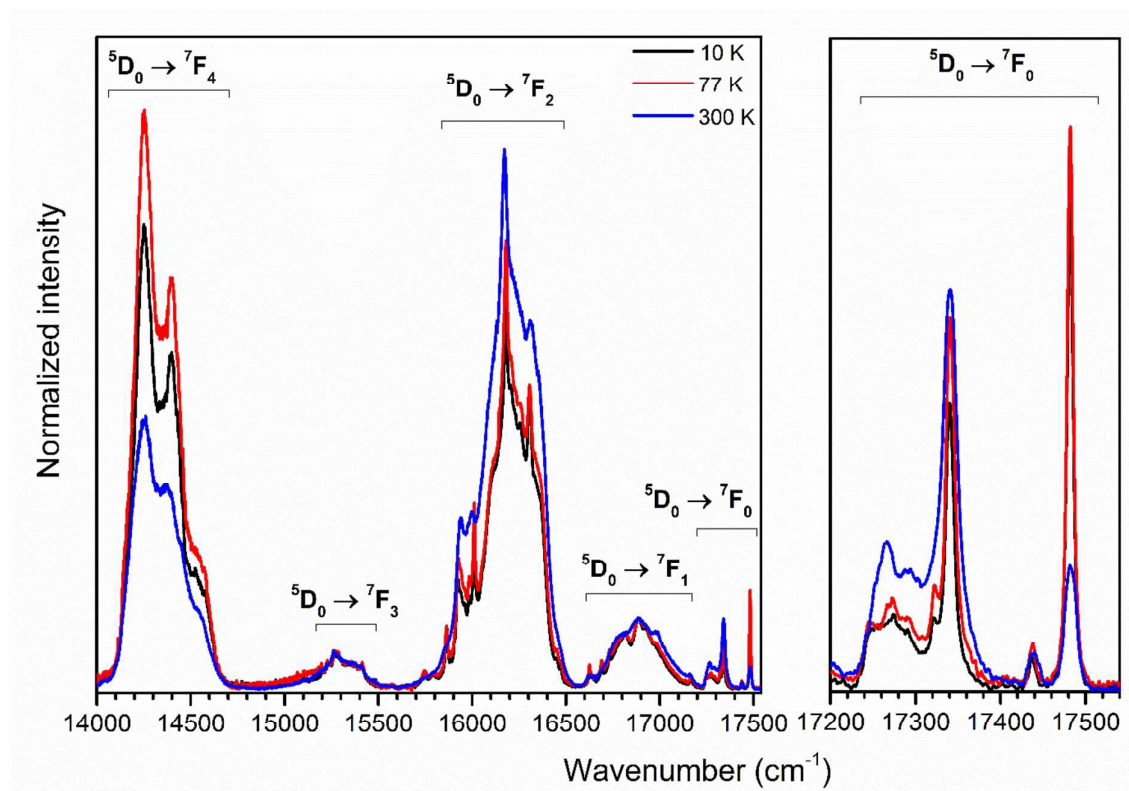 ⁵D₀ → ⁷F₄
⁵D₀ → ⁷F₂
10 K
77 K
300 K
⁵D₀ → ⁷F₀
⁵D₀ → ⁷F₀
⁵D₀ → ⁷F₁
⁵D₀ → ⁷F₃
Normalized intensity
14000 14500 15000 15500 16000 16500 17000 17500
17200 17300 17400 17500
Wavenumber (cm⁻¹)